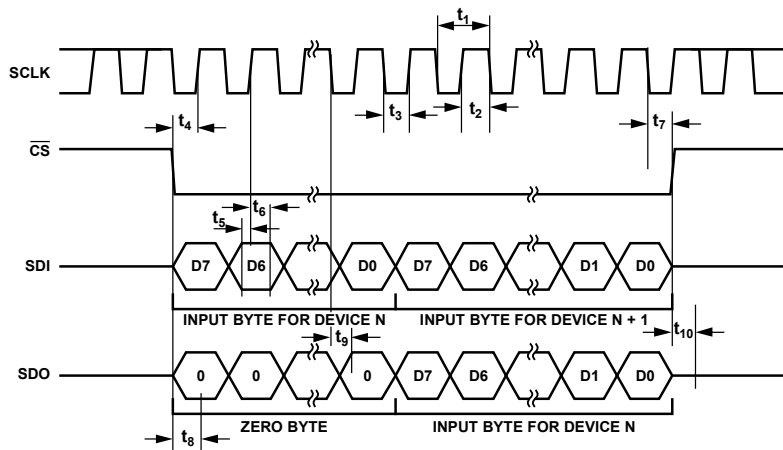 t1
SCLK
t4
t3
t2
t7
CS
t6
t5
SDI
D7
D6
D0
D7
D6
D1
D0
INPUT BYTE FOR DEVICE N
INPUT BYTE FOR DEVICE N + 1
t9
t10
SDO
0
0
0
D7
D6
D1
D0
ZERO BYTE
INPUT BYTE FOR DEVICE N
t8